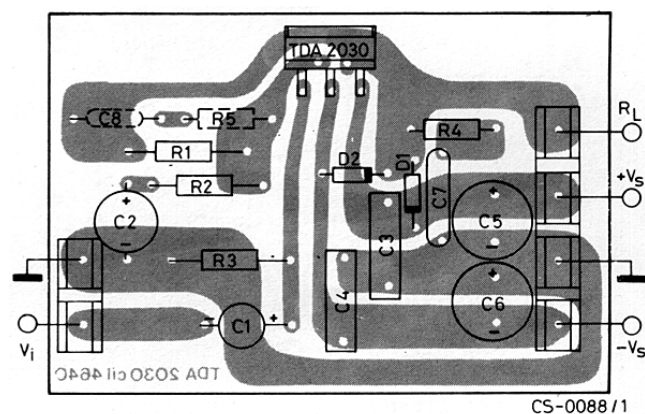 TDA 2030
RL
C8
R5
R4
R1
D2
D1
+Vs
R2
C7
C2
C5
C3
R3
C4
C6
C1
Vi
-Vs
TDA 2030 cii 464C
CS-0088/1